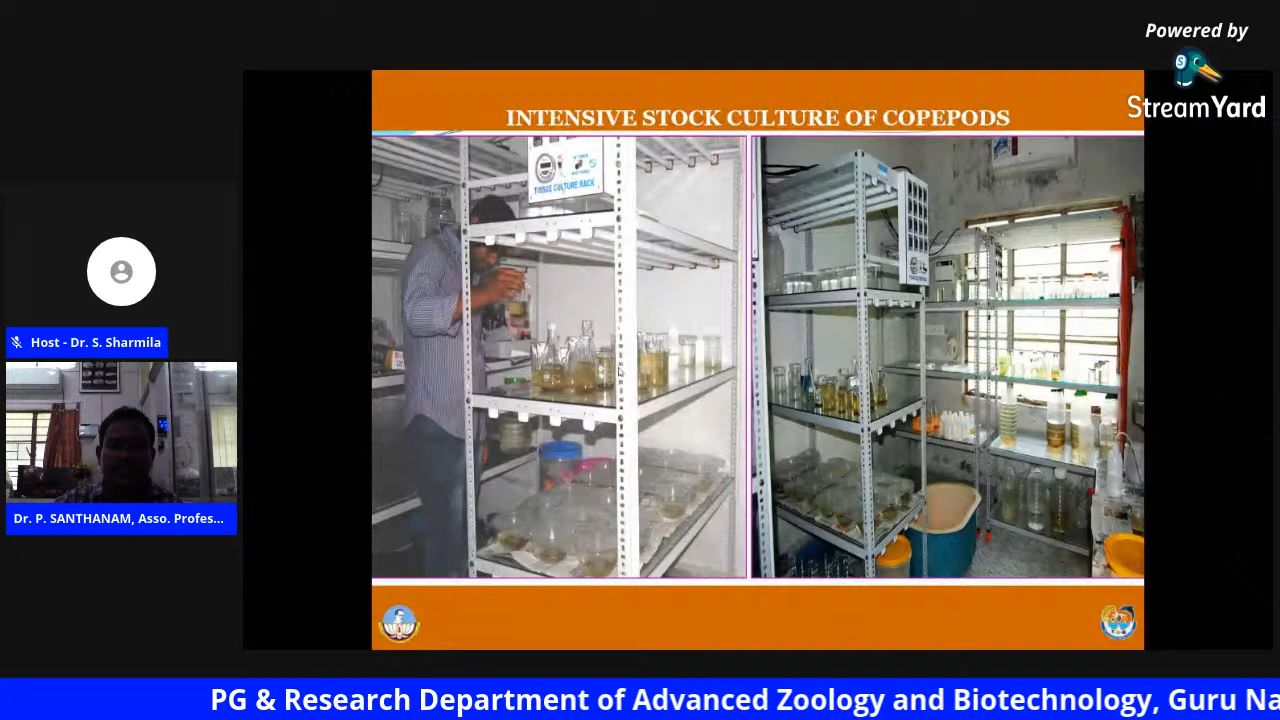 Powered by
StreamYard
INTENSIVE STOCK CULTURE OF COPEPODS
TISSUE CULTURE RACK
Host - Dr. S. Sharmila
Dr. P. SANTHANAM, Asso. Profes...
PG & Research Department of Advanced Zoology and Biotechnology, Guru Na